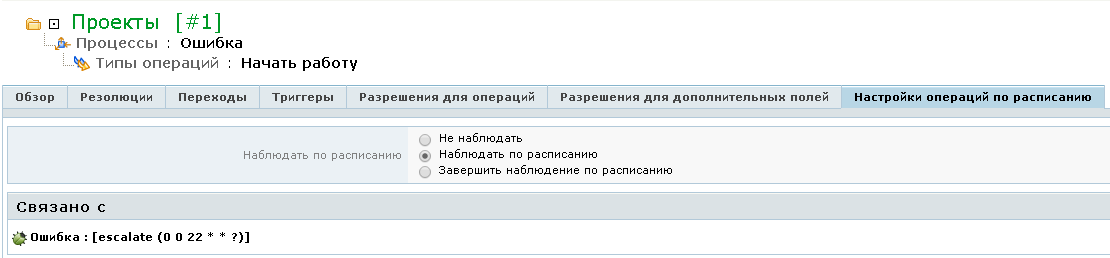 Проекты [#1]
Процессы : Ошибка
Типы операций : Начать работу
Обзор Резолюции Переходы Триггеры Разрешения для операций Разрешения для дополнительных полей Настройки операций по расписанию
Не наблюдать
Наблюдать по расписанию Наблюдать по расписанию
Завершить наблюдение по расписанию
Связано с
Ошибка : [escalate (0 0 22 * * ?)]